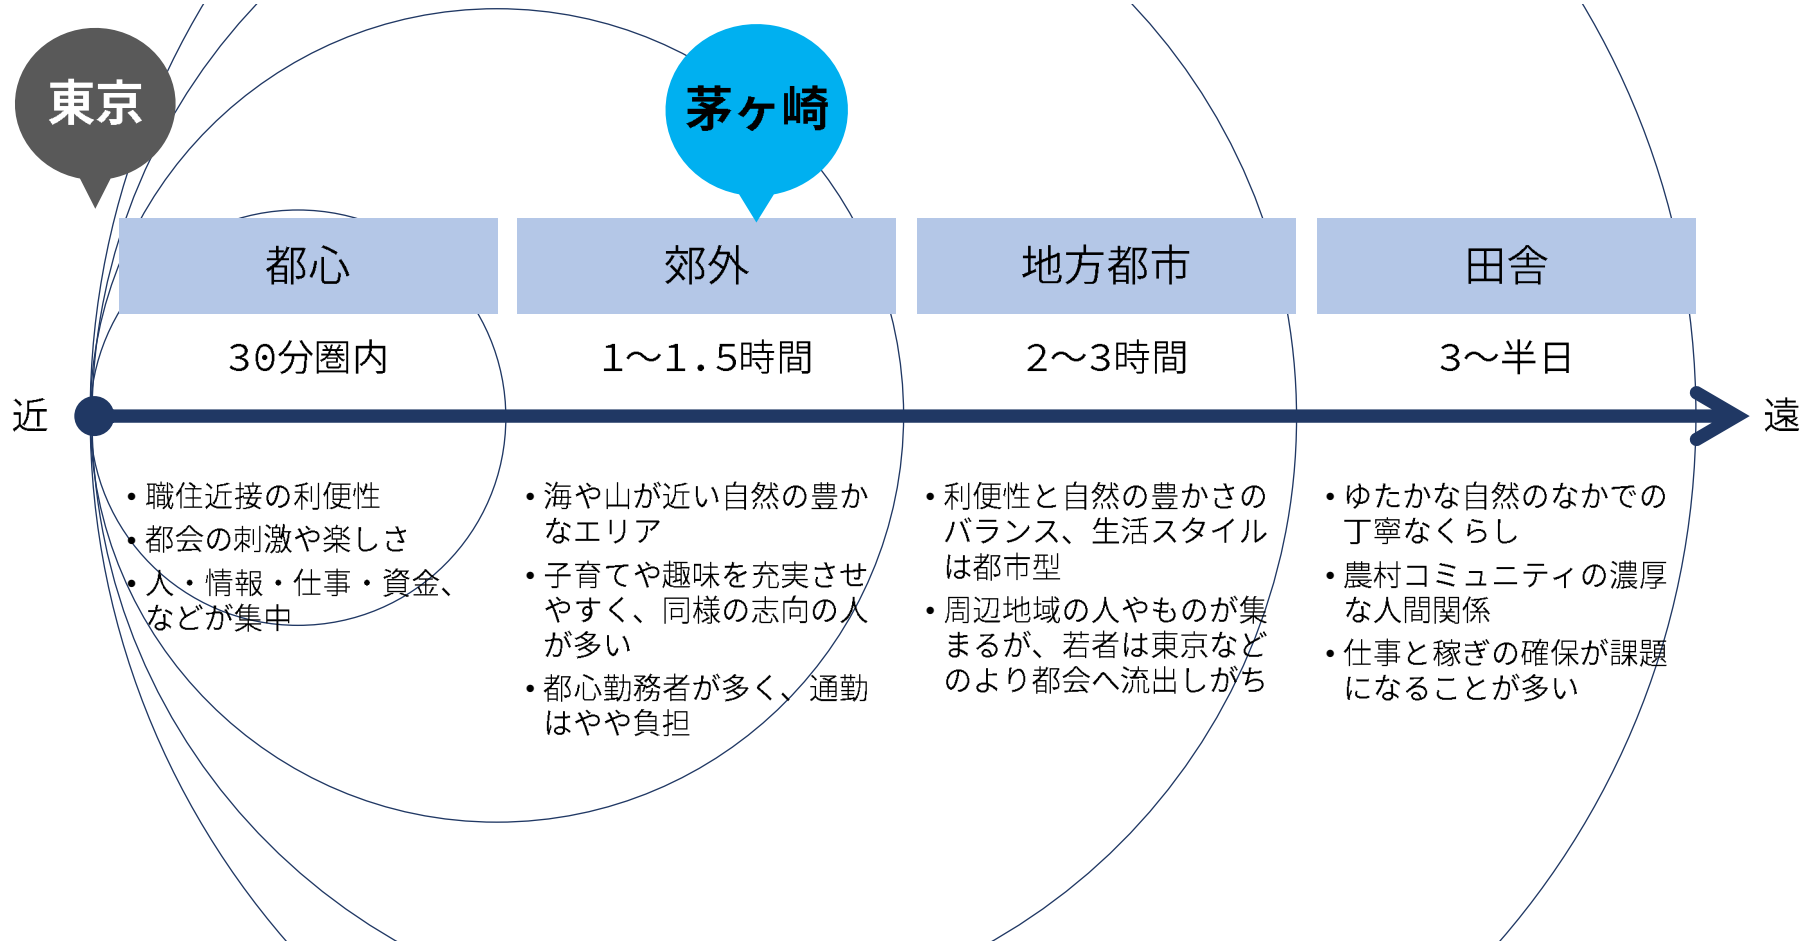 東京
茅ヶ崎
都心
郊外
地方都市
田舎
30分圏内
1～1.5時間
2～3時間
3～半日
近
遠
• 職住近接の利便性
• 都会の刺激や楽しさ
• 人・情報・仕事・資金、
などが集中
• 海や山が近い自然の豊か
なエリア
• 子育てや趣味を充実させ
やすく、同様の志向の人
が多い
• 都心勤務者が多く、通勤
はやや負担
• 利便性と自然の豊かさの
バランス、生活スタイル
は都市型
• 周辺地域の人やものが集
まるが、若者は東京など
のより都会へ流出しがち
• ゆたかな自然のなかでの
丁寧なくらし
• 農村コミュニティの濃厚
な人間関係
• 仕事と稼ぎの確保が課題
になることが多い